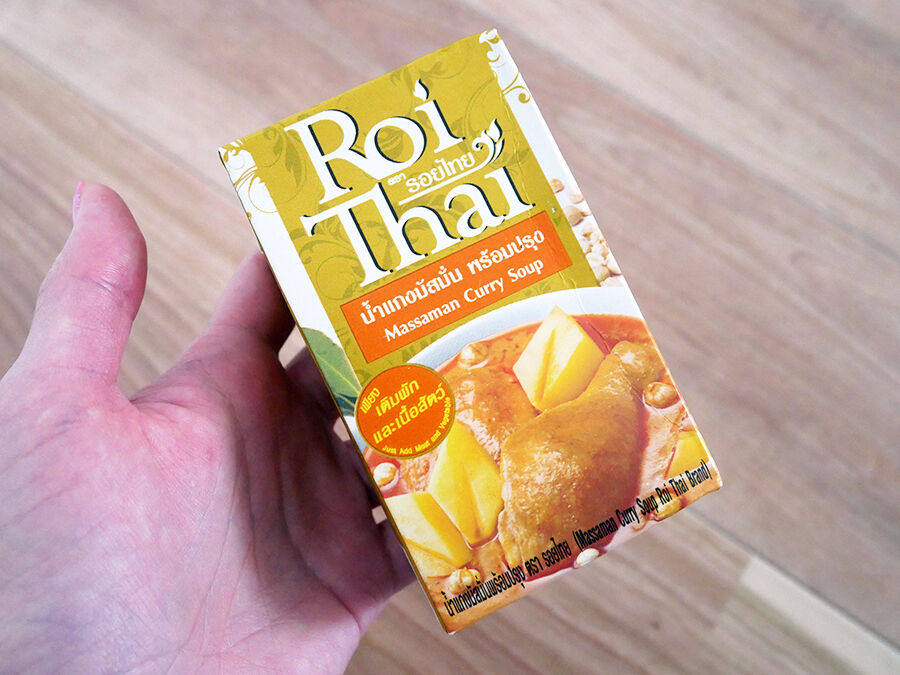 Roi
ตรา รอยไทย
Thai
น้ำแกงมัสมั่น พร้อมปรุง
Massaman Curry Soup
เพียง
เติมผัก
และเนื้อสัตว์
Just Add Meat and Vegetable
น้ำแกงมัสมั่นพร้อมปรุง ตรา รอยไทย (Massaman Curry Soup Roi Thai Brand)